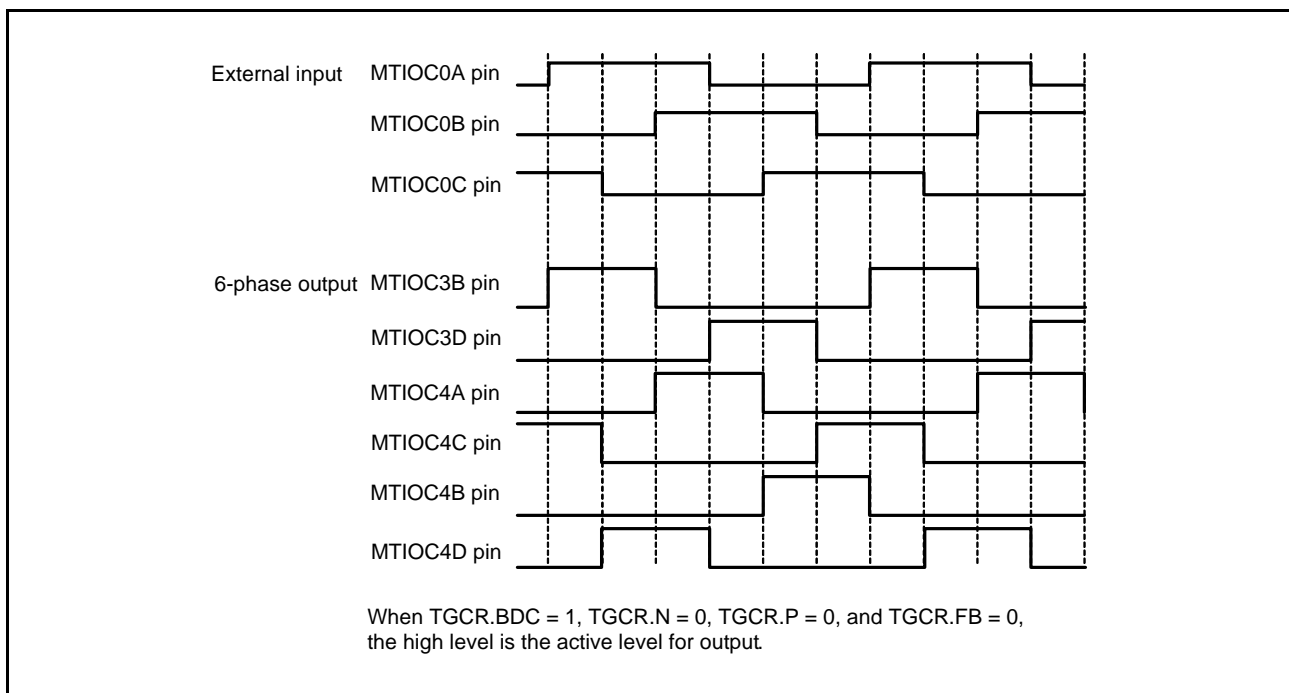 External input MTIOC0A pin
MTIOC0B pin
MTIOC0C pin
6-phase output MTIOC3B pin
MTIOC3D pin
MTIOC4A pin
MTIOC4C pin
MTIOC4B pin
MTIOC4D pin
When TGCR.BDC = 1, TGCR.N = 0, TGCR.P = 0, and TGCR.FB = 0,
the high level is the active level for output.